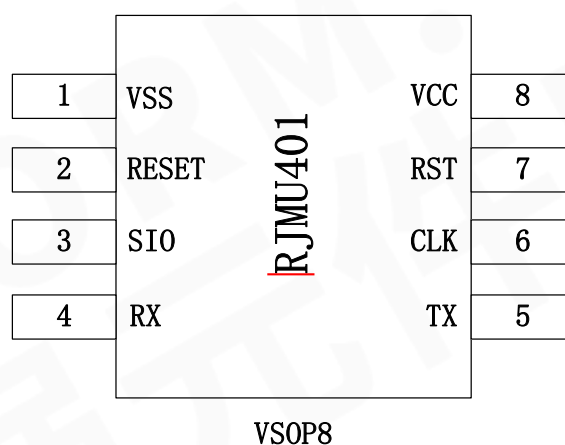 1 VSS VCC 8
2 RESET RST 7
3 SIO CLK 6
4 RX TX 5
RJMU401
VSOP8